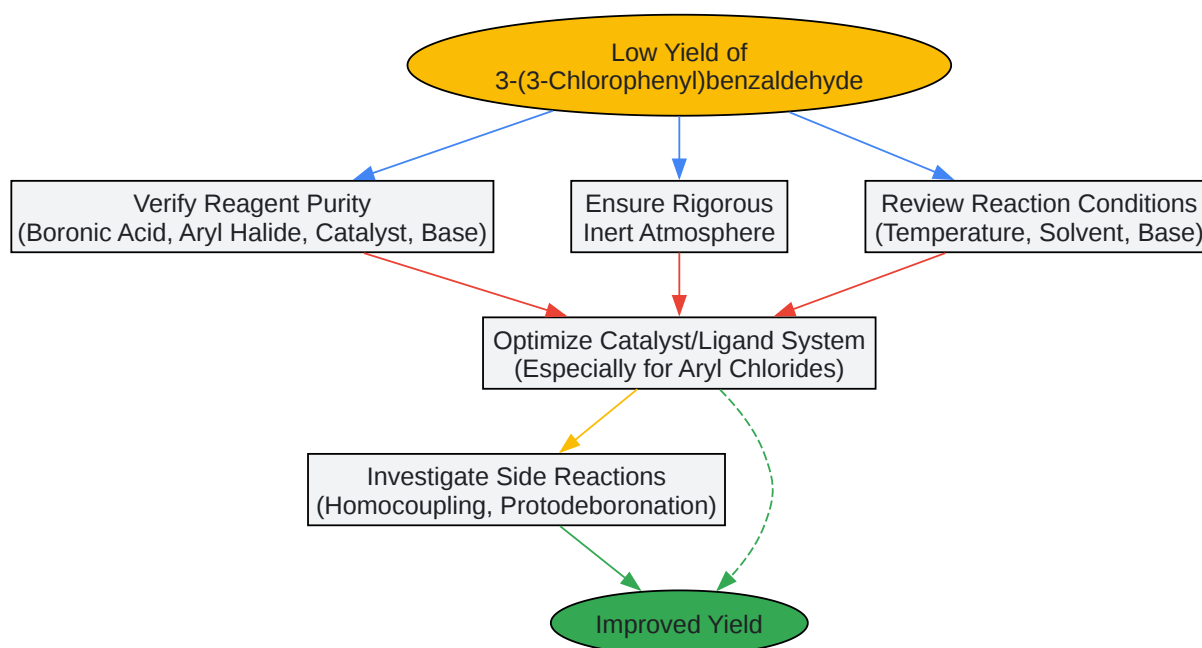 Low Yield of
3-(3-Chlorophenyl)benzaldehyde
Verify Reagent Purity
(Boronic Acid, Aryl Halide, Catalyst, Base)
Ensure Rigorous
Inert Atmosphere
Review Reaction Conditions
(Temperature, Solvent, Base)
Optimize Catalyst/Ligand System
(Especially for Aryl Chlorides)
Investigate Side Reactions
(Homocoupling, Protodeboronation)
Improved Yield